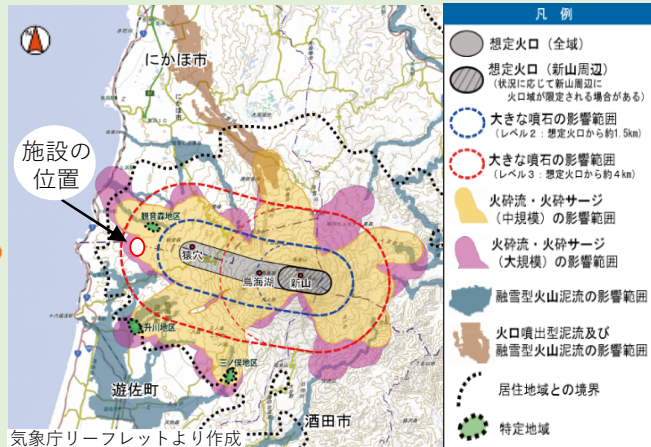 にかほ市
にかほ市
施設の
位置
観音森地区
猿穴
鳥海湖
新山
升川地区
三ノ俣地区
遊佐町
酒田市
気象庁リーフレットより作成
凡例
想定火口（全域）
想定火口（新山周辺）
（状況に応じて新山周辺に
火口域が限定される場合がある）
大きな噴石の影響範囲
（レベル２：想定火口から約1.5km）
大きな噴石の影響範囲
（レベル３：想定火口から約４km）
火砕流・火砕サージ
（中規模）の影響範囲
火砕流・火砕サージ
（大規模）の影響範囲
融雪型火山泥流の影響範囲
火口噴出型泥流及び
融雪型火山泥流の影響範囲
居住地域との境界
特定地域